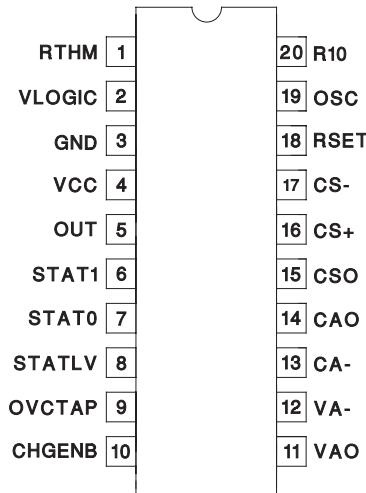 RTHM 1 20 R10
VLOGIC 2 19 OSC
GND 3 18 RSET
VCC 4 17 CS-
OUT 5 16 CS+
STAT1 6 15 CSO
STAT0 7 14 CAO
STATLV 8 13 CA-
OVCTAP 9 12 VA-
CHGENB 10 11 VAO